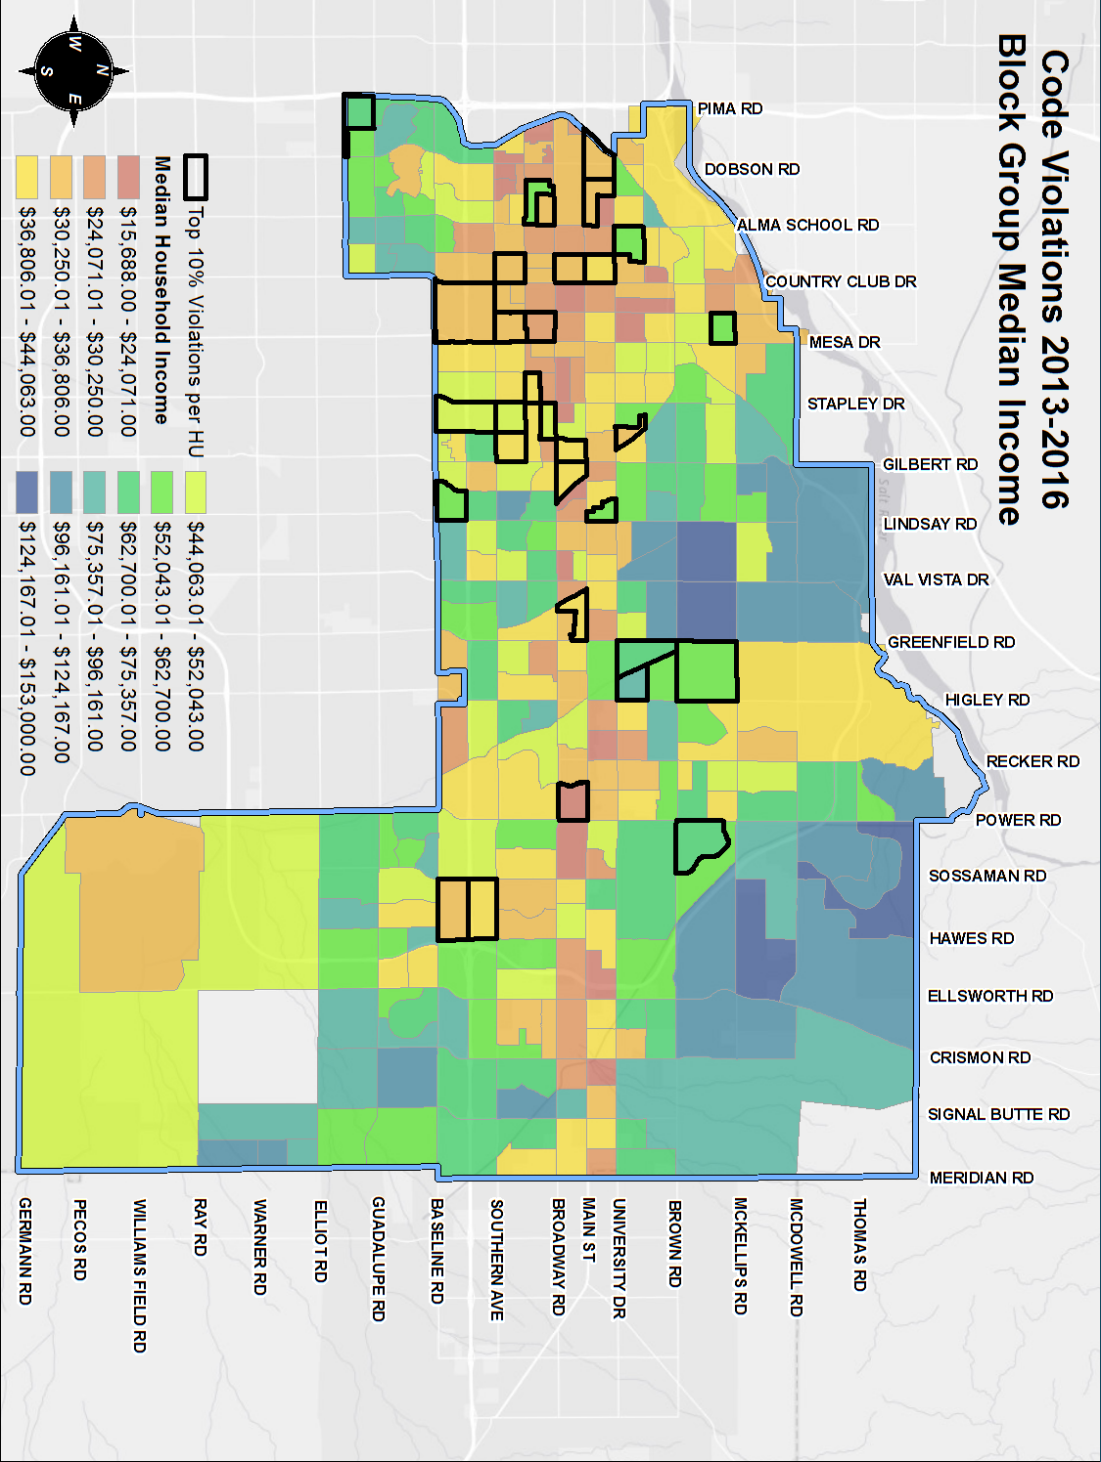 Code Violations 2013-2016
Block Group Median Income
PIMA RD
DOBSON RD
ALMA SCHOOL RD
COUNTRY CLUB DR
MESA DR
STAPLEY DR
GILBERT RD
LINDSAY RD
VAL VISTA DR
GREENFIELD RD
HIGLEY RD
RECKER RD
POWER RD
SOSSAMAN RD
HAWES RD
ELLSWORTH RD
CRISMON RD
SIGNAL BUTTE RD
MERIDIAN RD
THOMAS RD
MCDOWELL RD
MCKELLIPS RD
BROWN RD
UNIVERSITY DR
MAIN ST
BROADWAY RD
SOUTHERN AVE
BASELINE RD
GUADALUPE RD
ELLIOT RD
WARNER RD
RAY RD
WILLIAMS FIELD RD
PECOS RD
GERMANN RD
Salt River
N
W
E
S
Top 10% Violations per HU
Median Household Income
$15,688.00 - $24,071.00
$24,071.01 - $30,250.00
$30,250.01 - $36,806.00
$36,806.01 - $44,063.00
$44,063.01 - $52,043.00
$52,043.01 - $62,700.00
$62,700.01 - $75,357.00
$75,357.01 - $96,161.00
$96,161.01 - $124,167.00
$124,167.01 - $153,000.00